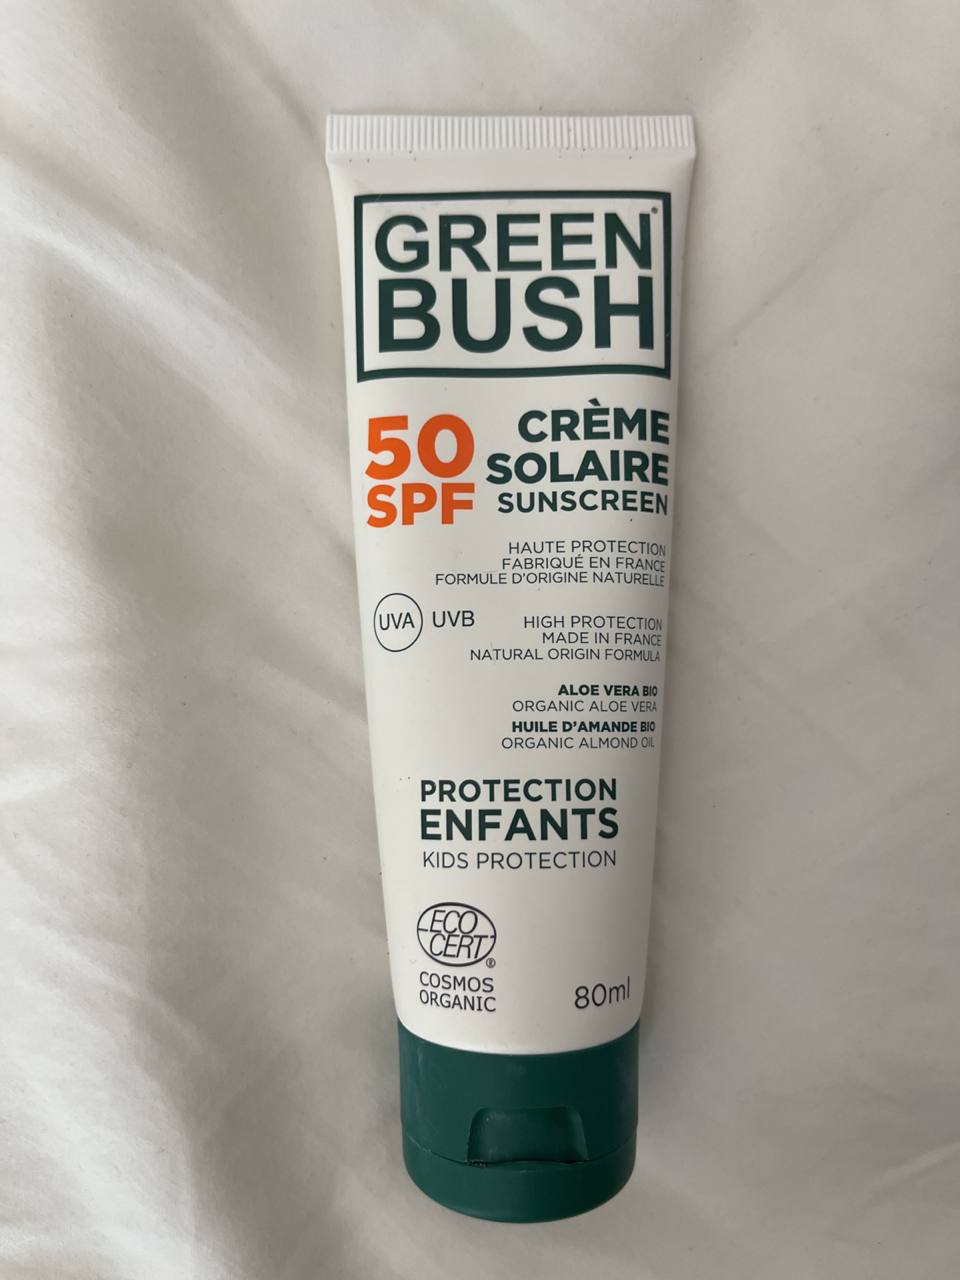 GREEN®
BUSH
50
SPF
CRÈME
SOLAIRE
SUNSCREEN
HAUTE PROTECTION
FABRIQUÉ EN FRANCE
FORMULE D'ORIGINE NATURELLE
UVA UVB
HIGH PROTECTION
MADE IN FRANCE
NATURAL ORIGIN FORMULA
ALOE VERA BIO
ORGANIC ALOE VERA
HUILE D'AMANDE BIO
ORGANIC ALMOND OIL
PROTECTION
ENFANTS
KIDS PROTECTION
ECO
CERT®
COSMOS
ORGANIC
80ml